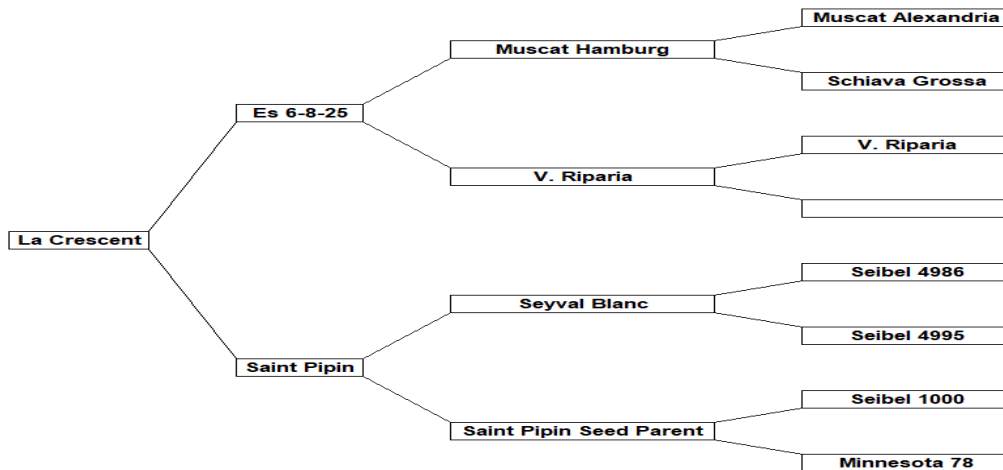 Muscat Alexandria
Muscat Hamburg
Schiava Grossa
Es 6-8-25
V. Riparia
V. Riparia
La Crescent
Seibel 4986
Seyval Blanc
Seibel 4995
Saint Pipin
Seibel 1000
Saint Pipin Seed Parent
Minnesota 78